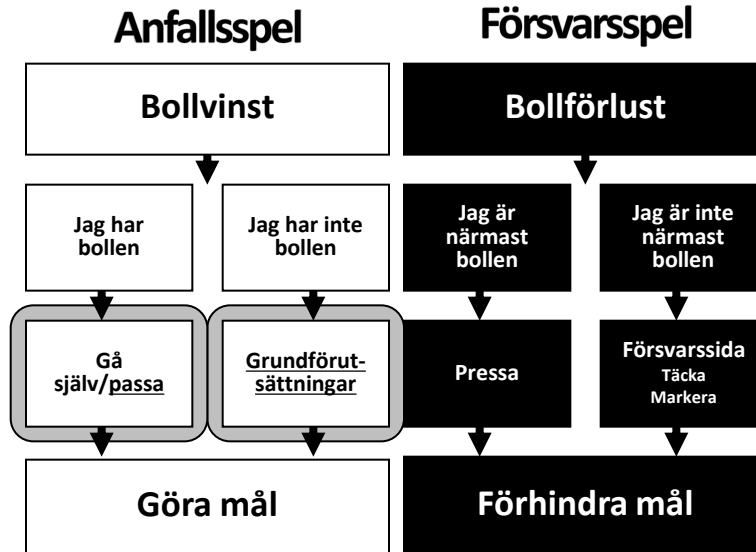 Anfallsspel Försvarsspel
Bollvinst Bollförlust
Jag har
bollen
Jag har inte
bollen
Jag är
närmast
bollen
Jag är inte
närmast
bollen
Gå
själv/passa
Grundförut-
sättningar
Pressa
Försvarssida
Täcka
Markera
Göra mål Förhindra mål